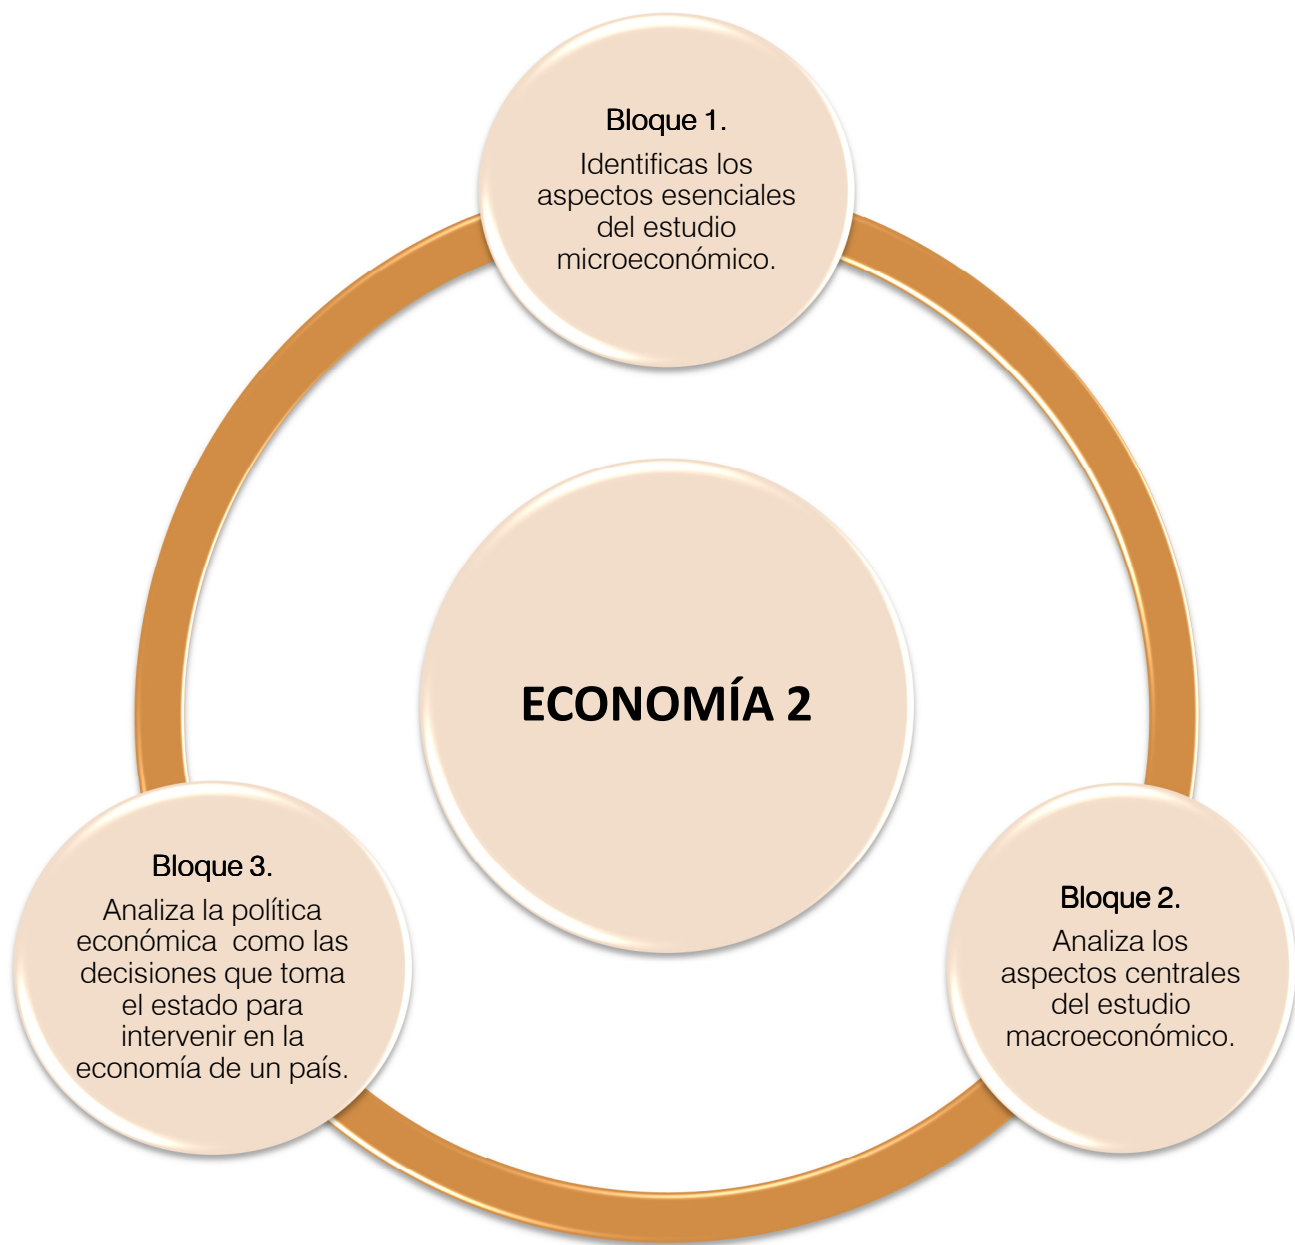 Bloque 1.
Identificas los
aspectos esenciales
del estudio
microeconómico.
ECONOMÍA 2
Bloque 3.
Analiza la política
económica  como las
decisiones que toma
el estado para
intervenir en la
economía de un país.
Bloque 2.
Analiza los
aspectos centrales
del estudio
macroeconómico.